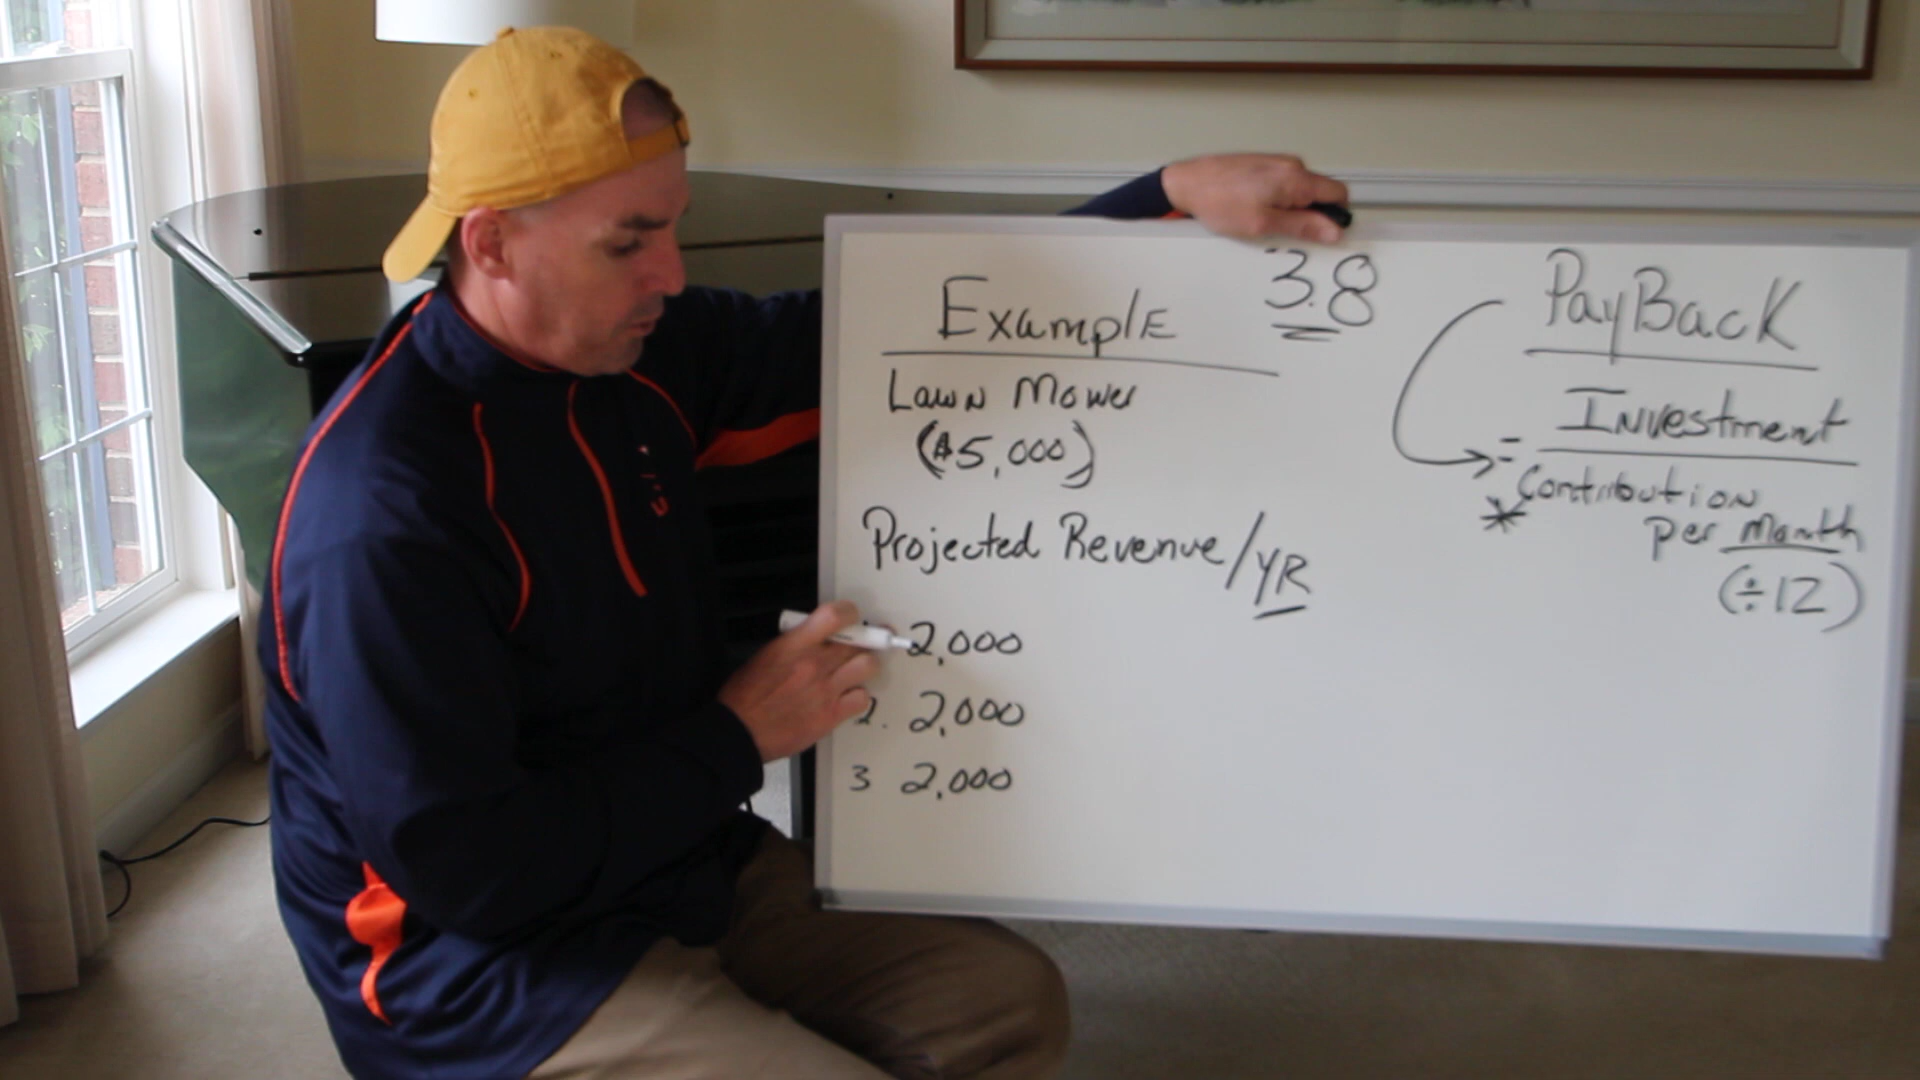 Example
3.8
Lawn Mower
($5,000)
Projected Revenue/YR
2,000
2. 2,000
3 2,000
PayBack
= Investment
* Contribution
per Month
(÷12)